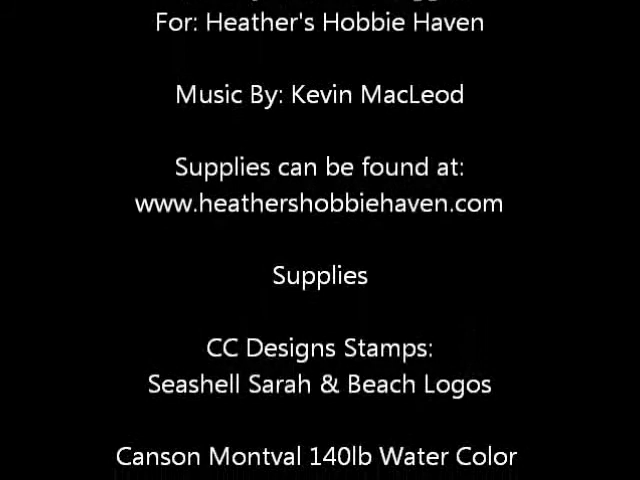 For: Heather's Hobbie Haven
Music By: Kevin MacLeod
Supplies can be found at:
www.heathershobbiehaven.com
Supplies
CC Designs Stamps:
Seashell Sarah & Beach Logos
Canson Montval 140lb Water Color